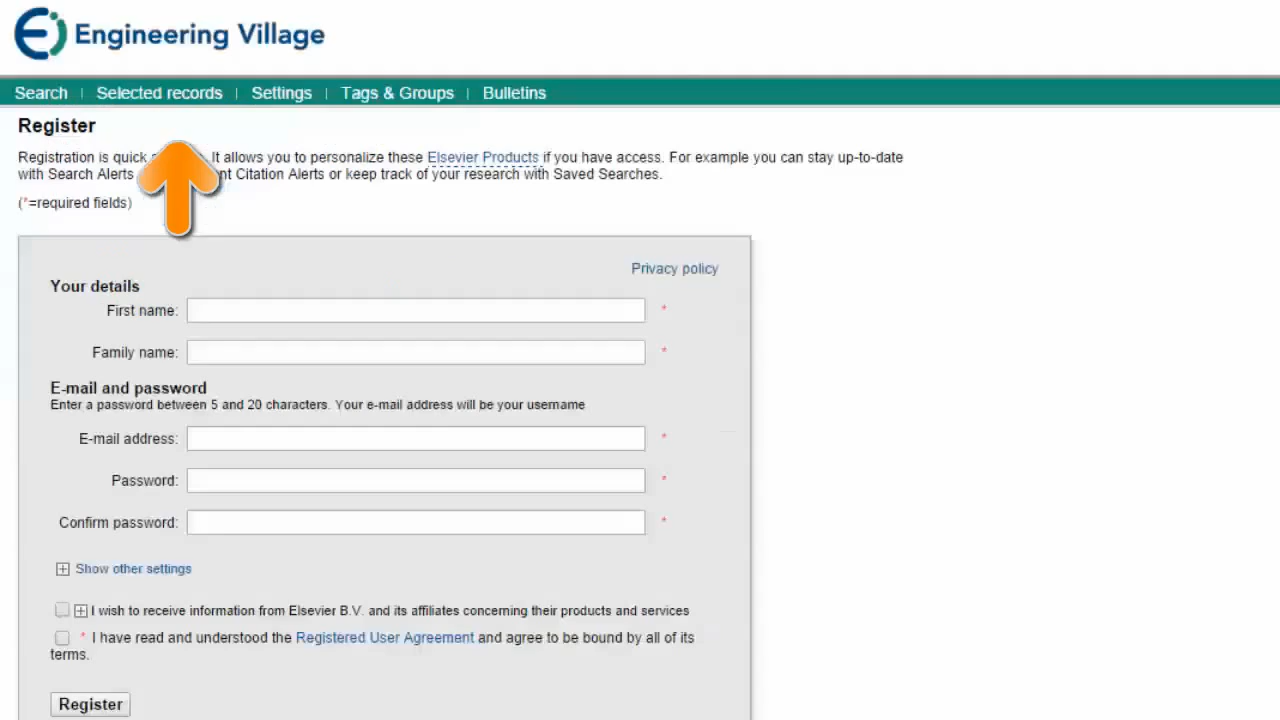 Engineering Village
Search | Selected records | Settings | Tags & Groups | Bulletins
Register
Registration is quick It allows you to personalize these Elsevier Products if you have access. For example you can stay up-to-date
with Search Alerts Citation Alerts or keep track of your research with Saved Searches.
(*=required fields)
Privacy policy
Your details
First name: *
Family name: *
E-mail and password
Enter a password between 5 and 20 characters. Your e-mail address will be your username
E-mail address: *
Password: *
Confirm password: *
Show other settings
I wish to receive information from Elsevier B.V. and its affiliates concerning their products and services
* I have read and understood the Registered User Agreement and agree to be bound by all of its
terms.
Register